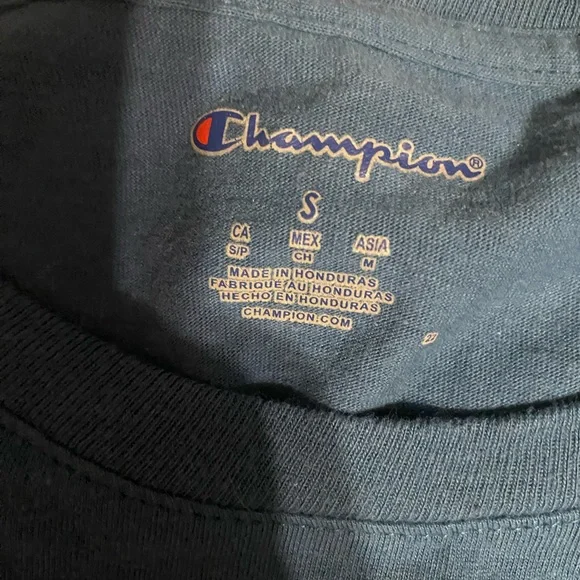 Champion®
S
CA MEX ASIA
S/P CH M
MADE IN HONDURAS
FABRIQUÉ AU HONDURAS
HECHO EN HONDURAS
CHAMPION.COM